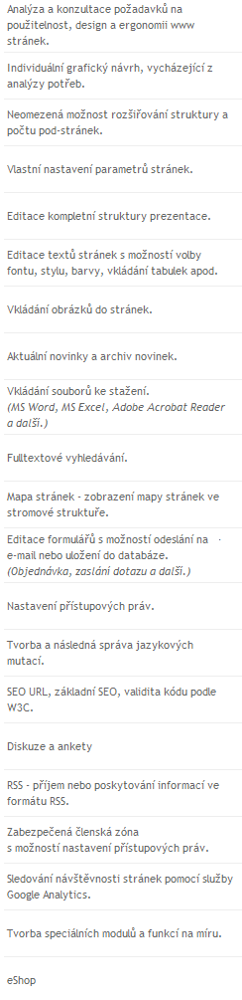 Analýza a konzultace požadavků na
použitelnost, design a ergonomii www
stránek.
Individuální grafický návrh, vycházející z
analýzy potřeb.
Neomezená možnost rozšiřování struktury a
počtu pod-stránek.
Vlastní nastavení parametrů stránek.
Editace kompletní struktury prezentace.
Editace textů stránek s možností volby
fontu, stylu, barvy, vkládání tabulek apod.
Vkládání obrázků do stránek.
Aktuální novinky a archiv novinek.
Vkládání souborů ke stažení.
(MS Word, MS Excel, Adobe Acrobat Reader
a další.)
Fulltextové vyhledávání.
Mapa stránek - zobrazení mapy stránek ve
stromové struktuře.
Editace formulářů s možností odeslání na -
e-mail nebo uložení do databáze.
(Objednávka, zaslání dotazu a další.)
Nastavení přístupových práv.
Tvorba a následná správa jazykových
mutací.
SEO URL, základní SEO, validita kódu podle
W3C.
Diskuze a ankety
RSS - příjem nebo poskytování informací ve
formátu RSS.
Zabezpečená členská zóna
s možností nastavení přístupových práv.
Sledování návštěvnosti stránek pomocí služby
Google Analytics.
Tvorba speciálních modulů a funkcí na míru.
eShop